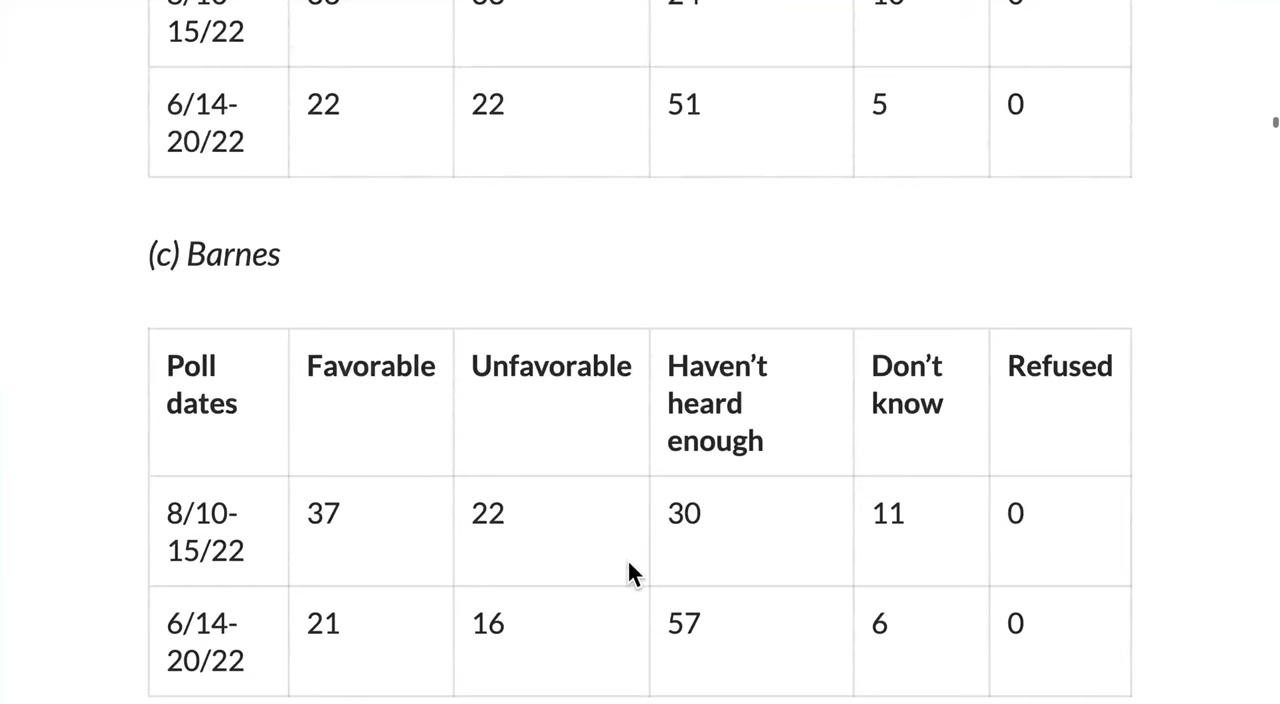 15/22
6/14- 22 22 51 5 0
20/22
(c) Barnes
Poll Favorable Unfavorable Haven’t Don’t Refused
dates heard know
enough
8/10- 37 22 30 11 0
15/22
6/14- 21 16 57 6 0
20/22